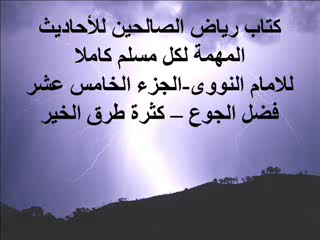 كتاب رياض الصالحين للأحاديث
المهمة لكل مسلم كاملا
للامام النووى-الجزء الخامس عشر
فضل الجوع – كثرة طرق الخير